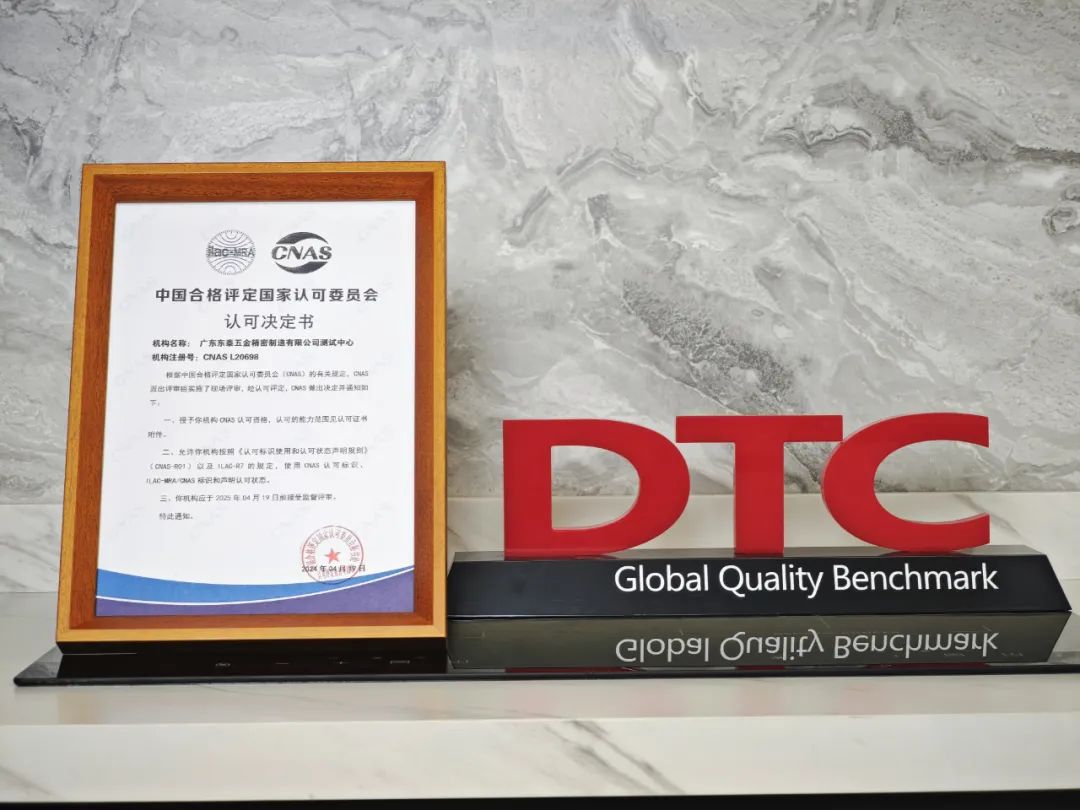 ilac-MRA
CNAS
中国合格评定国家认可委员会
认可决定书
机构名称： 广东东泰五金精密制造有限公司测试中心
机构注册号：CNAS L20698
根据中国合格评定国家认可委员会（CNAS）的有关规定，CNAS
派出评审组实施了现场评审，经认可评定，CNAS 做出决定并通知如
下：
一、授予你机构 CNAS 认可资格，认可的能力范围见认可证书
附件。
二、允许你机构按照《认可标识使用和认可状态声明规则》
（CNAS-R01）以及 ILAC-R7 的规定，使用 CNAS 认可标识、
ILAC-MRA/CNAS 标识和声明认可状态。
三、你机构应于 2025 年 04 月 19 日前接受监督评审。
特此通知。
2024 年 04 月 19 日
DTC
Global Quality Benchmark